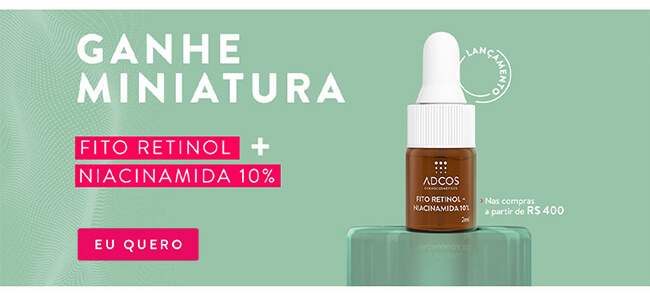 GANHE
MINIATURA
FITO RETINOL +
NIACINAMIDA 10%
EU QUERO
LANÇAMENTO
ADCOS
FITO RETINOL +
NIACINAMIDA 10%
2mL
Nas compras
a partir de R$ 400